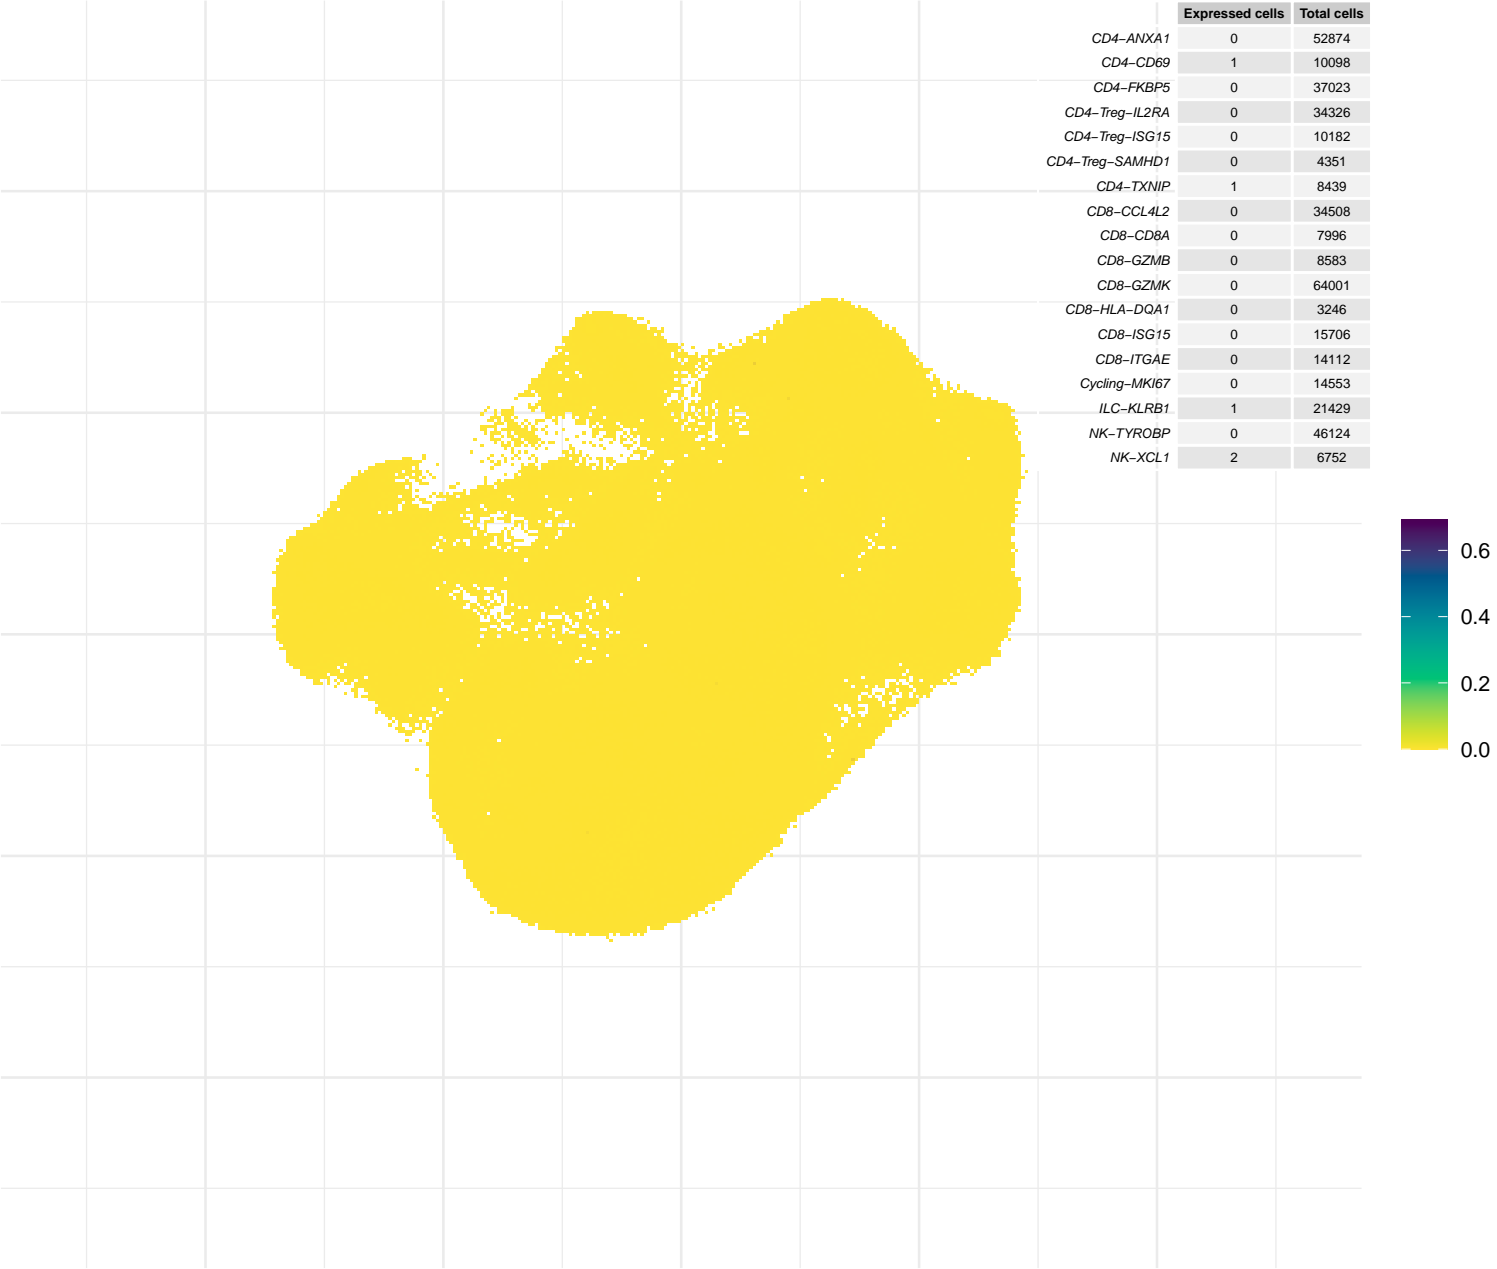 Expressed cells Total cells
CD4−ANXA1 0 52874
CD4−CD69 1 10098
CD4−FKBP5 0 37023
CD4−Treg−IL2RA 0 34326
CD4−Treg−ISG15 0 10182
CD4−Treg−SAMHD1 0 4351
CD4−TXNIP 1 8439
CD8−CCL4L2 0 34508
CD8−CD8A 0 7996
CD8−GZMB 0 8583
CD8−GZMK 0 64001
CD8−HLA−DQA1 0 3246
CD8−ISG15 0 15706
CD8−ITGAE 0 14112
Cycling−MKI67 0 14553
ILC−KLRB1 1 21429
NK−TYROBP 0 46124
NK−XCL1 2 6752
0.6
0.4
0.2
0.0